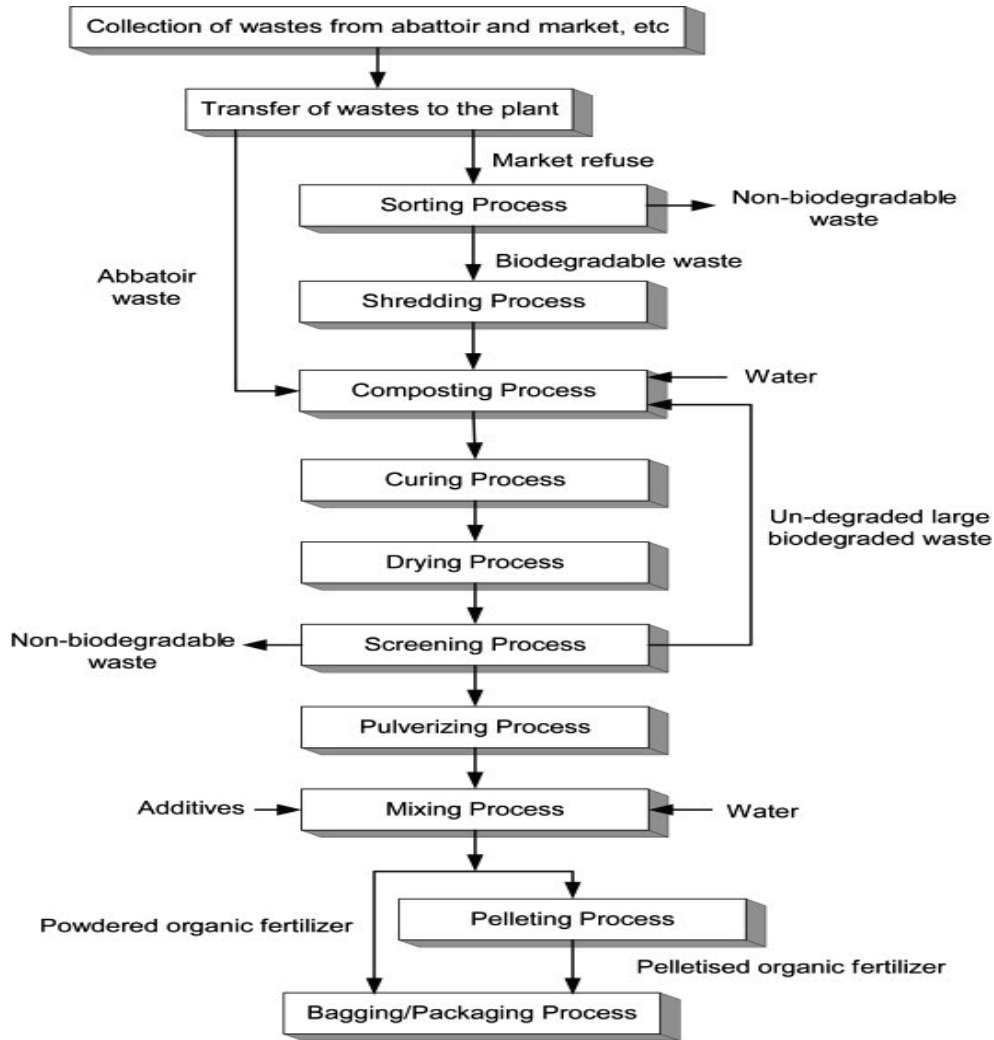 Collection of wastes from abattoir and market, etc
Transfer of wastes to the plant
Market refuse
Sorting Process
Non-biodegradable
waste
Biodegradable waste
Abbatoir
waste
Shredding Process
Composting Process
Water
Curing Process
Un-degraded large
biodegraded waste
Drying Process
Non-biodegradable
waste
Screening Process
Pulverizing Process
Additives
Mixing Process
Water
Powdered organic fertilizer
Pelleting Process
Pelletised organic fertilizer
Bagging/Packaging Process